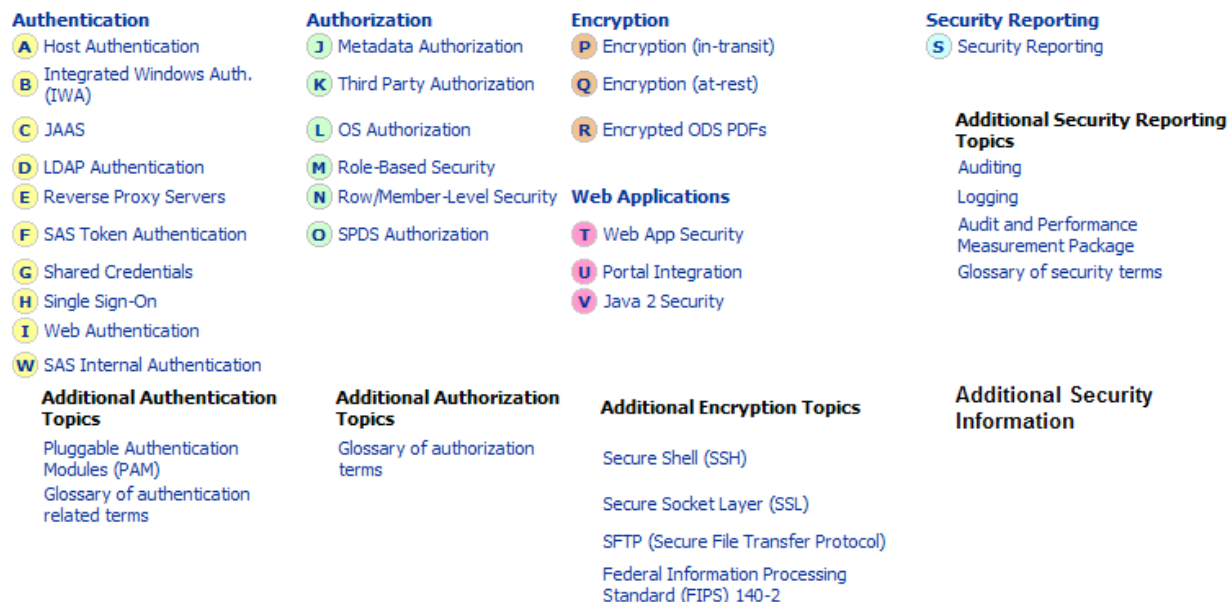 Authentication
A Host Authentication
B Integrated Windows Auth.
(IWA)
C JAAS
D LDAP Authentication
E Reverse Proxy Servers
F SAS Token Authentication
G Shared Credentials
H Single Sign-On
I Web Authentication
W SAS Internal Authentication
Additional Authentication
Topics
Pluggable Authentication
Modules (PAM)
Glossary of authentication
related terms
Authorization
J Metadata Authorization
K Third Party Authorization
L OS Authorization
M Role-Based Security
N Row/Member-Level Security
O SPDS Authorization
Additional Authorization
Topics
Glossary of authorization
terms
Encryption
P Encryption (in-transit)
Q Encryption (at-rest)
R Encrypted ODS PDFs
Web Applications
T Web App Security
U Portal Integration
V Java 2 Security
Additional Encryption Topics
Secure Shell (SSH)
Secure Socket Layer (SSL)
SFTP (Secure File Transfer Protocol)
Federal Information Processing
Standard (FIPS) 140-2
Security Reporting
S Security Reporting
Additional Security Reporting
Topics
Auditing
Logging
Audit and Performance
Measurement Package
Glossary of security terms
Additional Security
Information